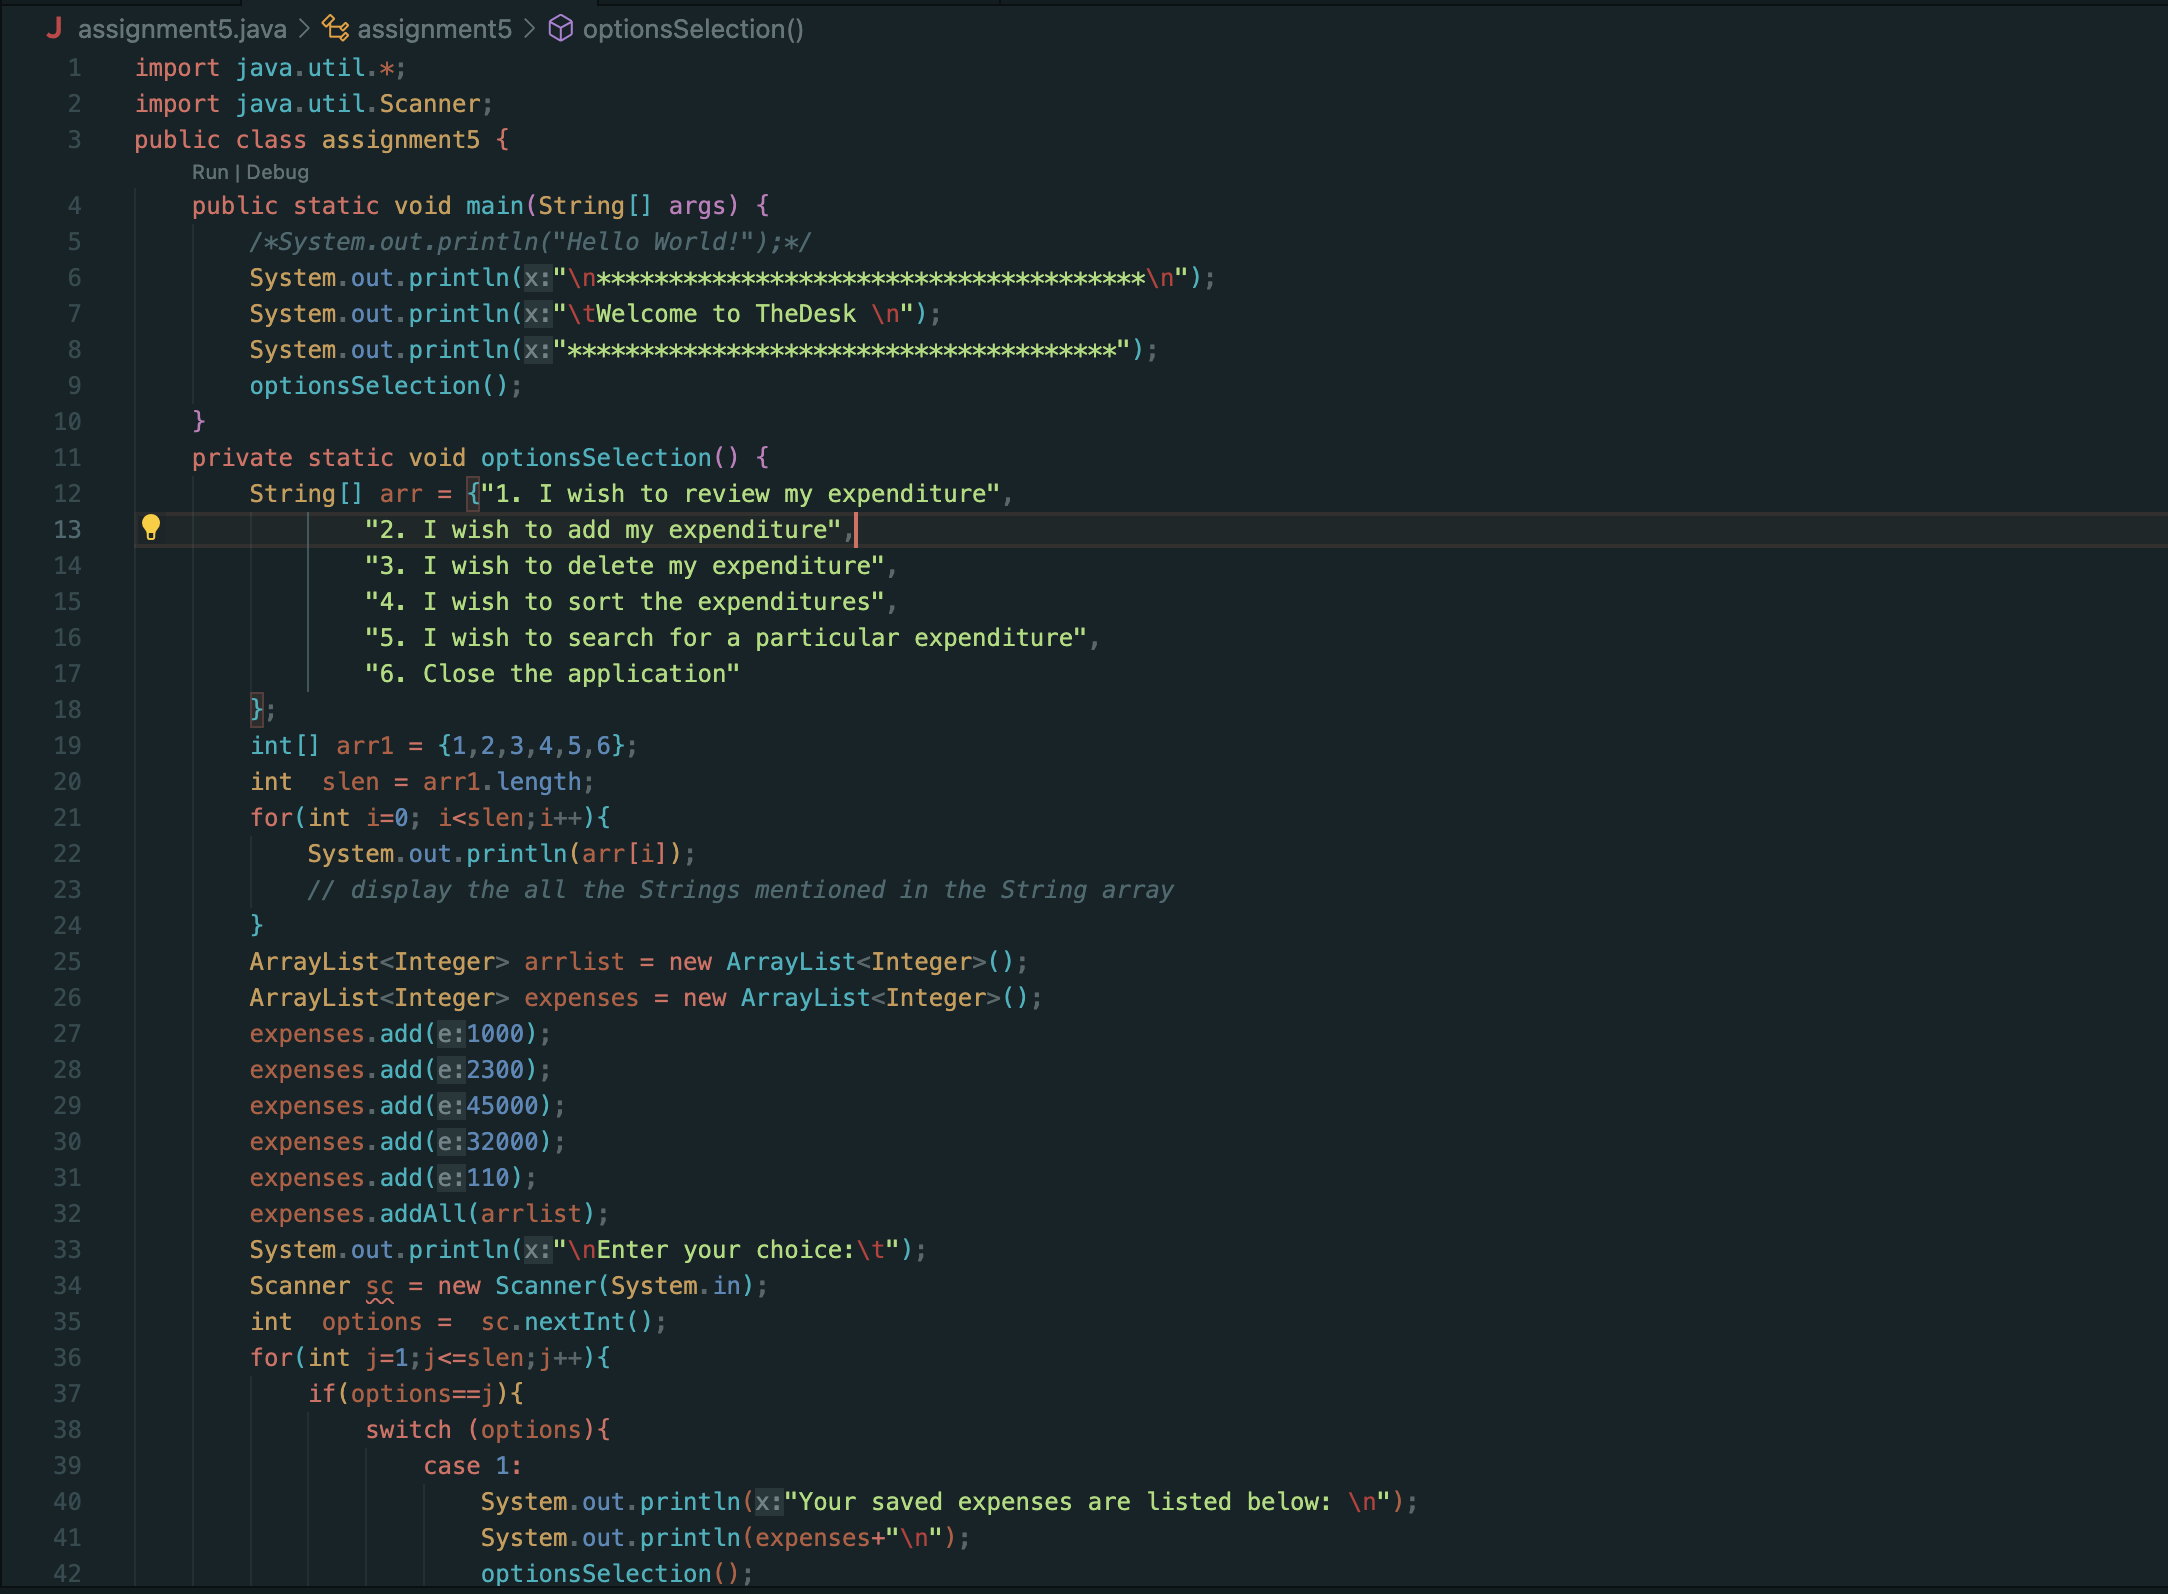 assignment5.java > assignment5 > optionsSelection()
1 import java.util.*;
2 import java.util.Scanner;
3 public class assignment5 {
Run | Debug
4 public static void main(String[] args) {
5 /*System.out.println("Hello World!");*/
6 System.out.println(x:"\n**************************************\n");
7 System.out.println(x:"\tWelcome to TheDesk \n");
8 System.out.println(x:"**************************************");
9 optionsSelection();
10 }
11 private static void optionsSelection() {
12 String[] arr = {"1. I wish to review my expenditure",
13 "2. I wish to add my expenditure",
14 "3. I wish to delete my expenditure",
15 "4. I wish to sort the expenditures",
16 "5. I wish to search for a particular expenditure",
17 "6. Close the application"
18 };
19 int[] arr1 = {1,2,3,4,5,6};
20 int  slen = arr1.length;
21 for(int i=0; i<slen;i++){
22 System.out.println(arr[i]);
23 // display the all the Strings mentioned in the String array
24 }
25 ArrayList<Integer> arrlist = new ArrayList<Integer>();
26 ArrayList<Integer> expenses = new ArrayList<Integer>();
27 expenses.add(e:1000);
28 expenses.add(e:2300);
29 expenses.add(e:45000);
30 expenses.add(e:32000);
31 expenses.add(e:110);
32 expenses.addAll(arrlist);
33 System.out.println(x:"\nEnter your choice:\t");
34 Scanner sc = new Scanner(System.in);
35 int  options =  sc.nextInt();
36 for(int j=1;j<=slen;j++){
37 if(options==j){
38 switch (options){
39 case 1:
40 System.out.println(x:"Your saved expenses are listed below: \n");
41 System.out.println(expenses+"\n");
42 optionsSelection();